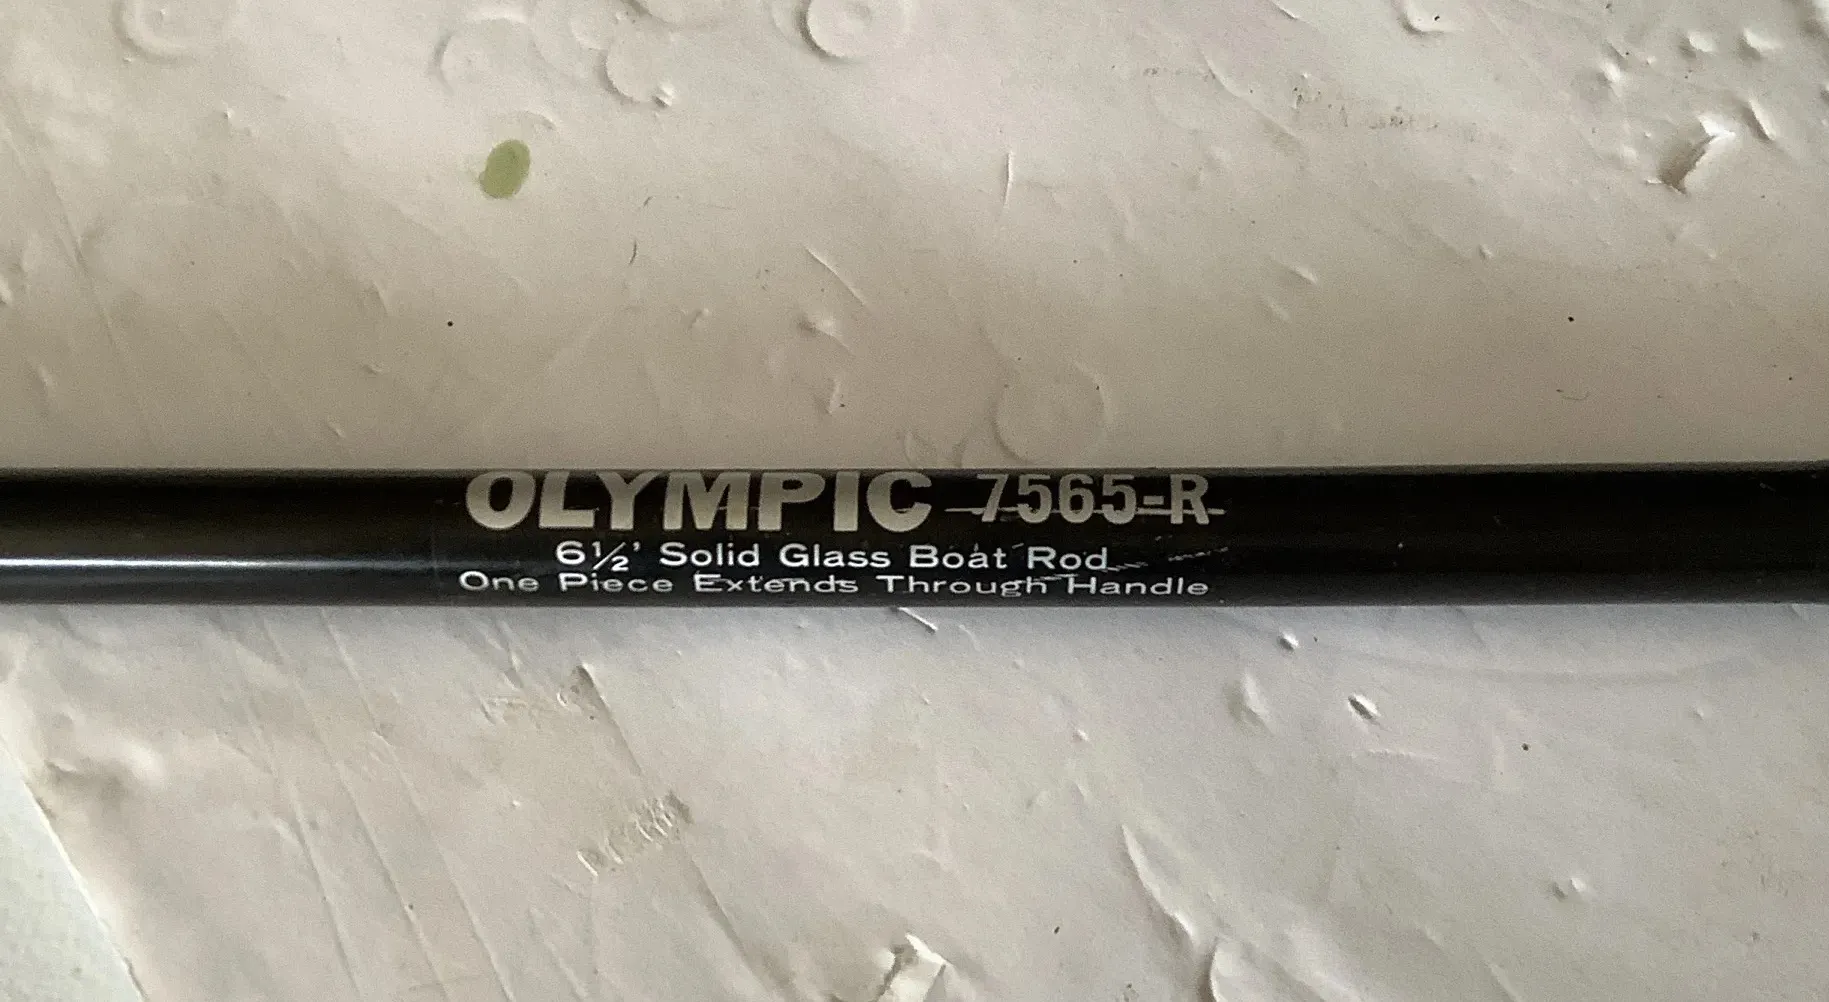 OLYMPIC 7565-R
6½' Solid Glass Boat Rod
One Piece Extends Through Handle